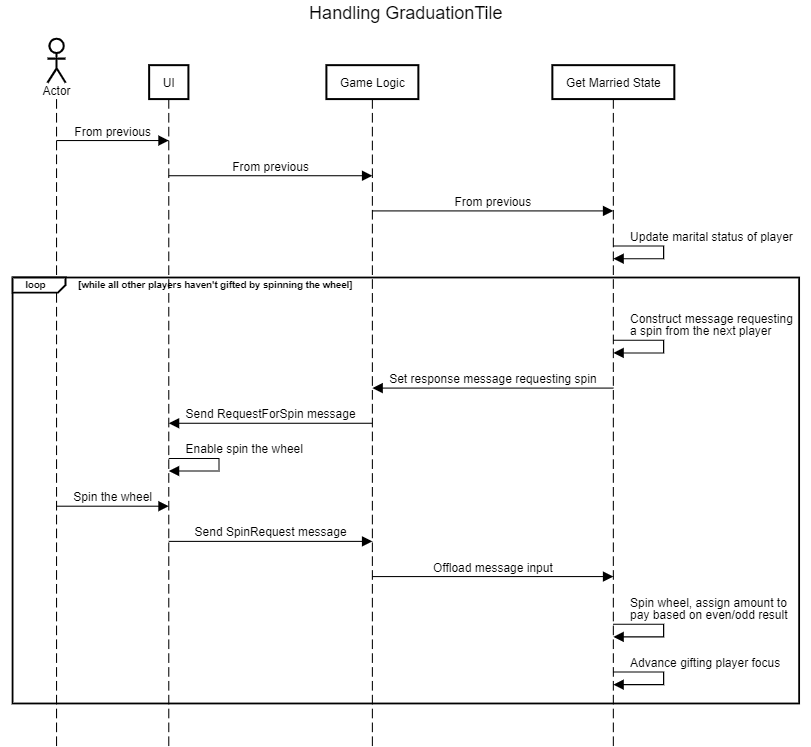 Handling GraduationTile
Actor
UI
Game Logic
Get Married State
From previous
From previous
From previous
Update marital status of player
loop
[while all other players haven't gifted by spinning the wheel]
Construct message requesting
a spin from the next player
Set response message requesting spin
Send RequestForSpin message
Enable spin the wheel
Spin the wheel
Send SpinRequest message
Offload message input
Spin wheel, assign amount to
pay based on even/odd result
Advance gifting player focus